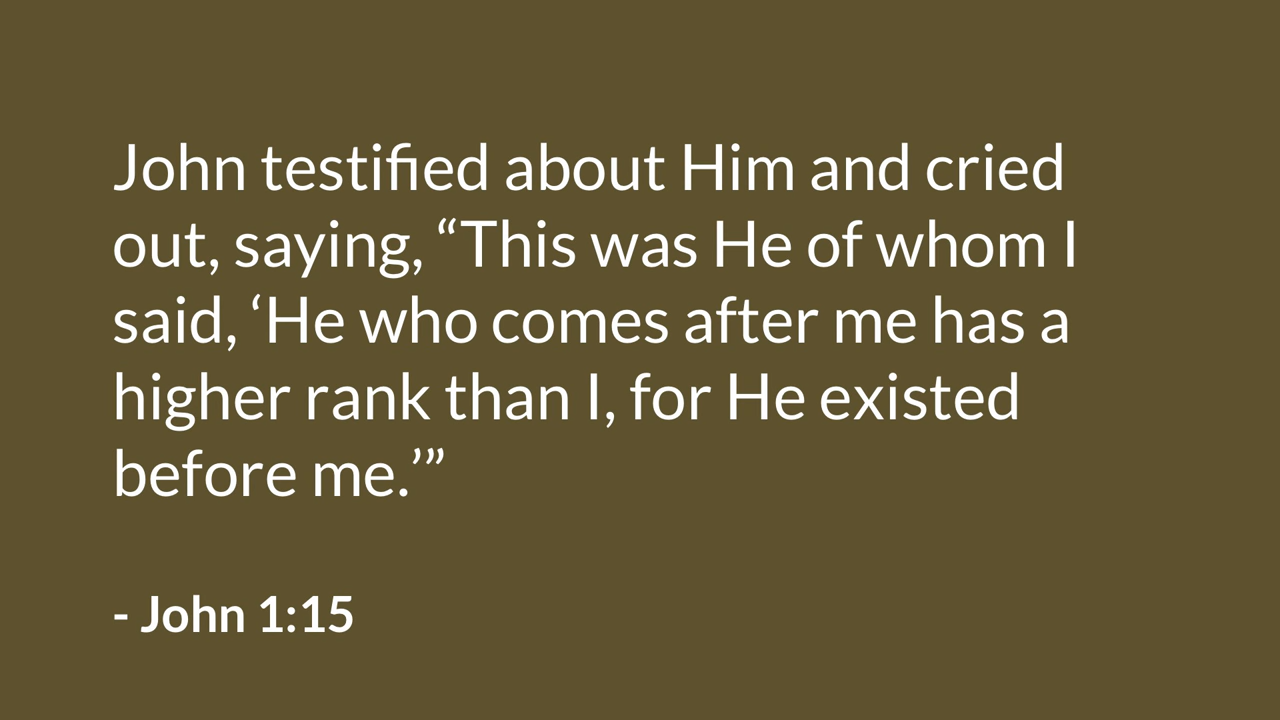 John testified about Him and cried
out, saying, “This was He of whom I
said, ‘He who comes after me has a
higher rank than I, for He existed
before me.’”
- John 1:15